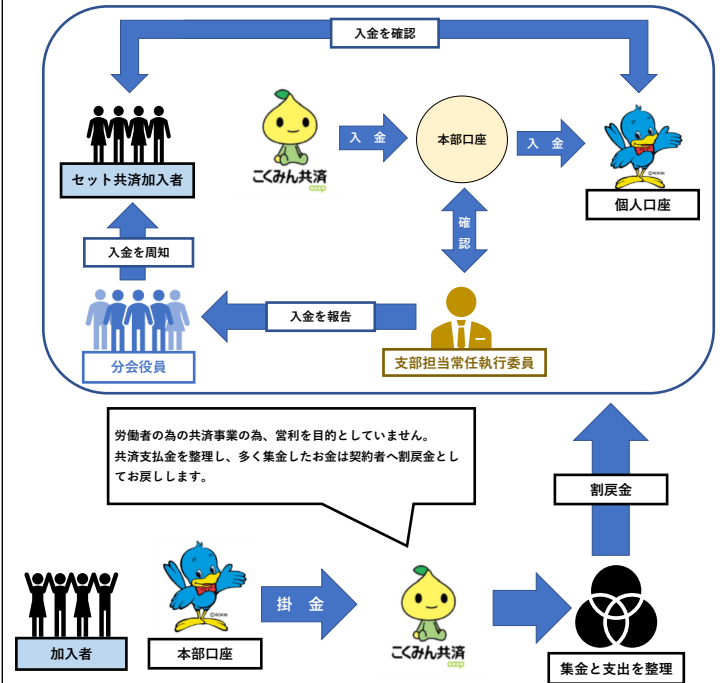 入金を確認
セット共済加入者
こくみん共済
coop
入 金
本部口座
入 金
©ROKIN
個人口座
確認
入金を周知
入金を報告
分会役員
支部担当常任執行委員
労働者の為の共済事業の為、営利を目的としていません。
共済支払金を整理し、多く集金したお金は契約者へ割戻金とし
てお戻しします。
割戻金
加入者
©ROKIN
本部口座
掛 金
こくみん共済
coop
集金と支出を整理